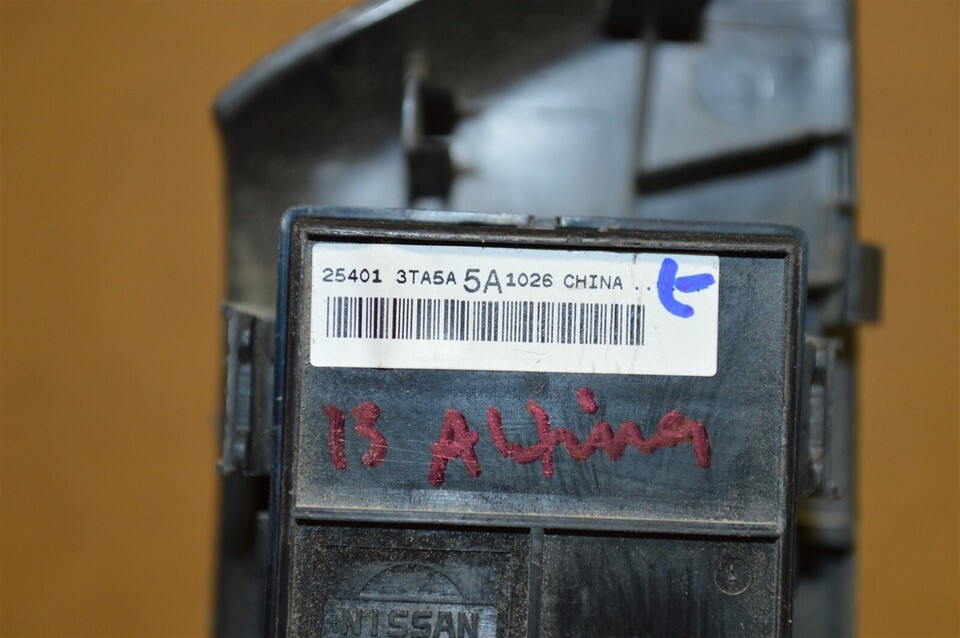 25401 3TA5A 5A 1026 CHINA ..
13 Altima
NISSAN